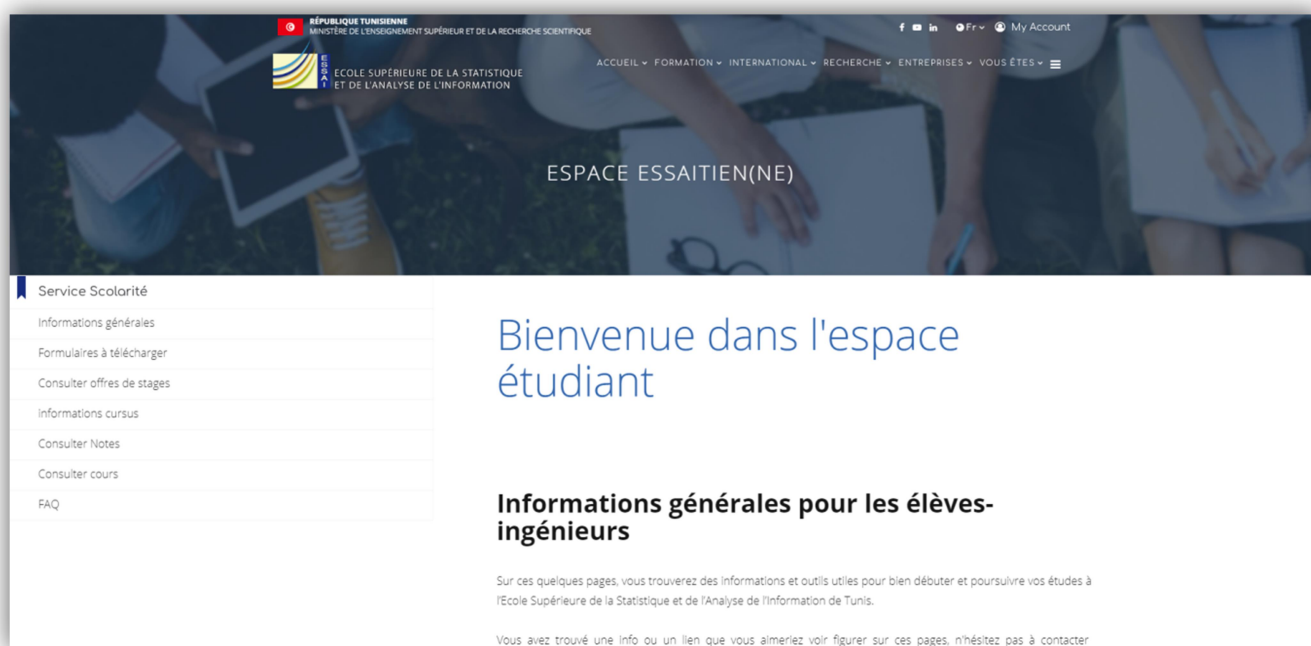 RÉPUBLIQUE TUNISIENNE
MINISTÈRE DE L'ENSEIGNEMENT SUPÉRIEUR ET DE LA RECHERCHE SCIENTIFIQUE
Fr My Account
ESSAI
ECOLE SUPÉRIEURE DE LA STATISTIQUE
ET DE L'ANALYSE DE L'INFORMATION
ACCUEIL FORMATION INTERNATIONAL RECHERCHE ENTREPRISES VOUS ÊTES
ESPACE ESSAITIEN(NE)
Service Scolarité
Informations générales
Formulaires à télécharger
Consulter offres de stages
informations cursus
Consulter Notes
Consulter cours
FAQ
Bienvenue dans l'espace
étudiant
Informations générales pour les élèves-
ingénieurs
Sur ces quelques pages, vous trouverez des informations et outils utiles pour bien débuter et poursuivre vos études à
l'Ecole Supérieure de la Statistique et de l'Analyse de l'Information de Tunis.
Vous avez trouvé une info ou un lien que vous aimeriez voir figurer sur ces pages, n'hésitez pas à contacter